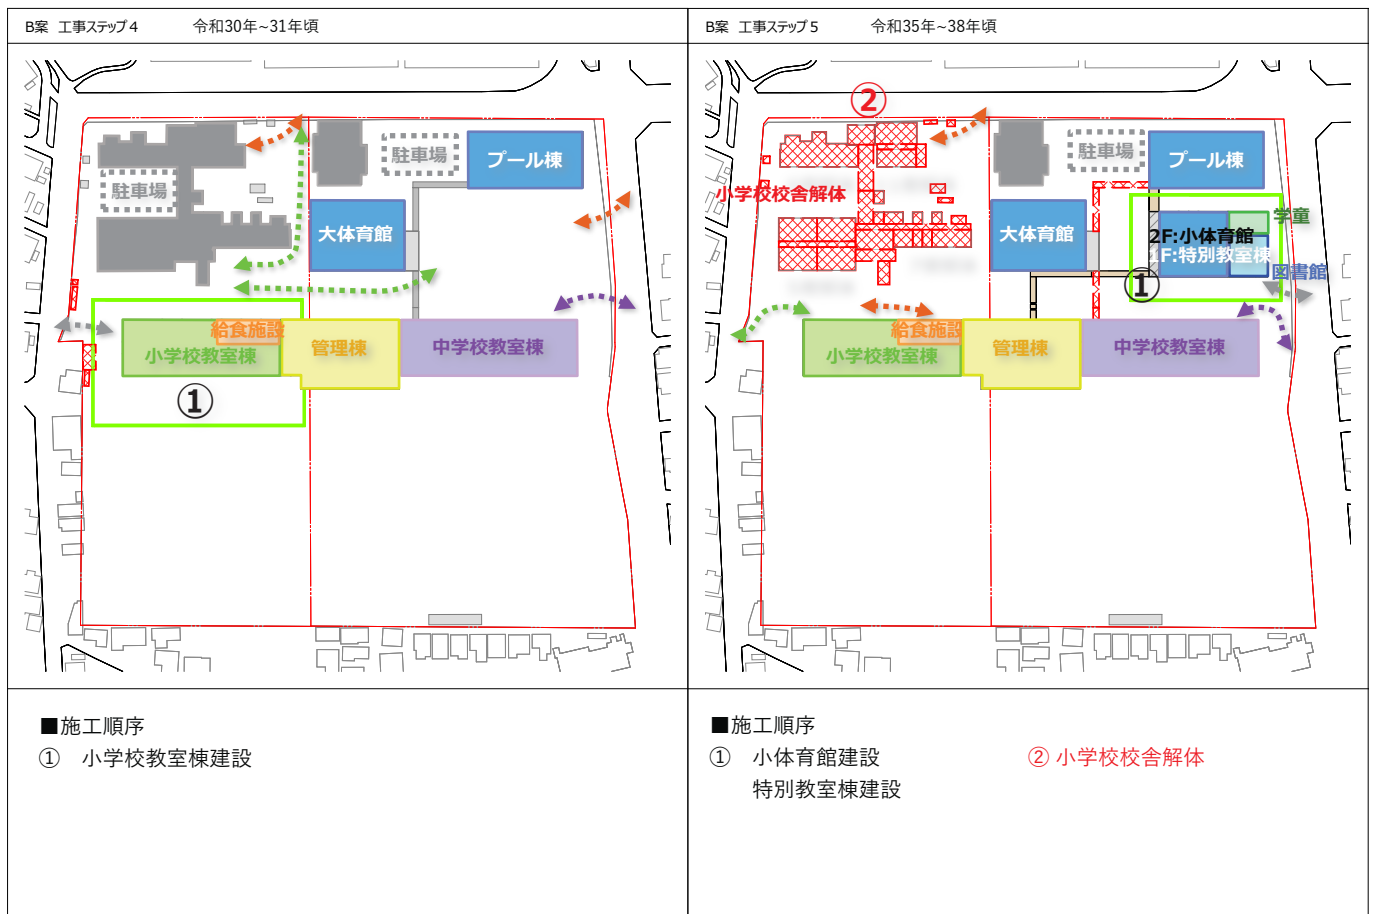 B案 工事ステップ4 令和30年~31年頃
駐車場
駐車場
プール棟
大体育館
給食施設
小学校教室棟
管理棟
中学校教室棟
①
■施工順序
① 小学校教室棟建設
B案 工事ステップ5 令和35年~38年頃
②
駐車場
プール棟
小学校校舎解体
大体育館
学童
2F:小体育館
1F:特別教室棟
図書館
①
給食施設
小学校教室棟
管理棟
中学校教室棟
■施工順序
① 小体育館建設
特別教室棟建設
② 小学校校舎解体